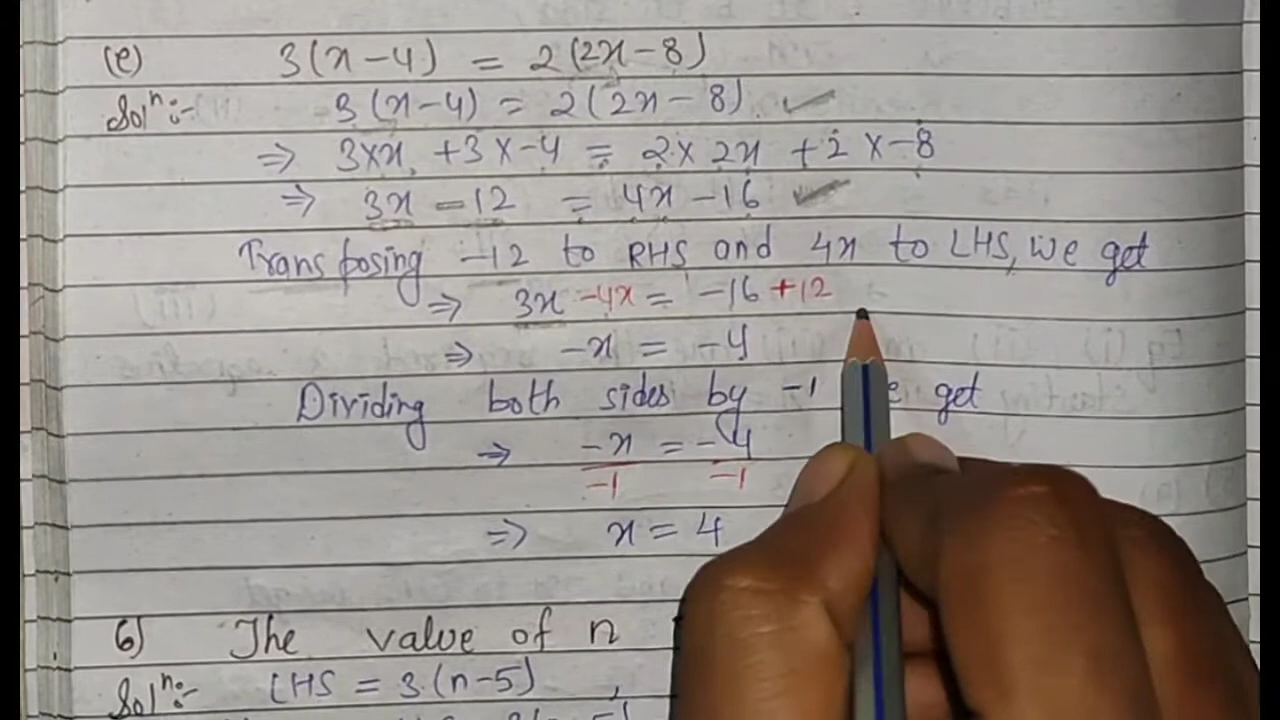 (e) 3(x-4) = 2(2x-8)
Solⁿ:- 3(x-4) = 2(2x-8)
⇒ 3×x +3×-4 = 2×2x +2×-8
⇒ 3x -12 = 4x -16
Transposing -12 to RHS and 4x to LHS, we get
⇒ 3x -4x = -16 +12
⇒ -x = -4
Dividing both sides by -1 get
⇒ -x/-1 = -4/-1
⇒ x = 4
6) The value of n
Solⁿ:- LHS = 3(n-5)